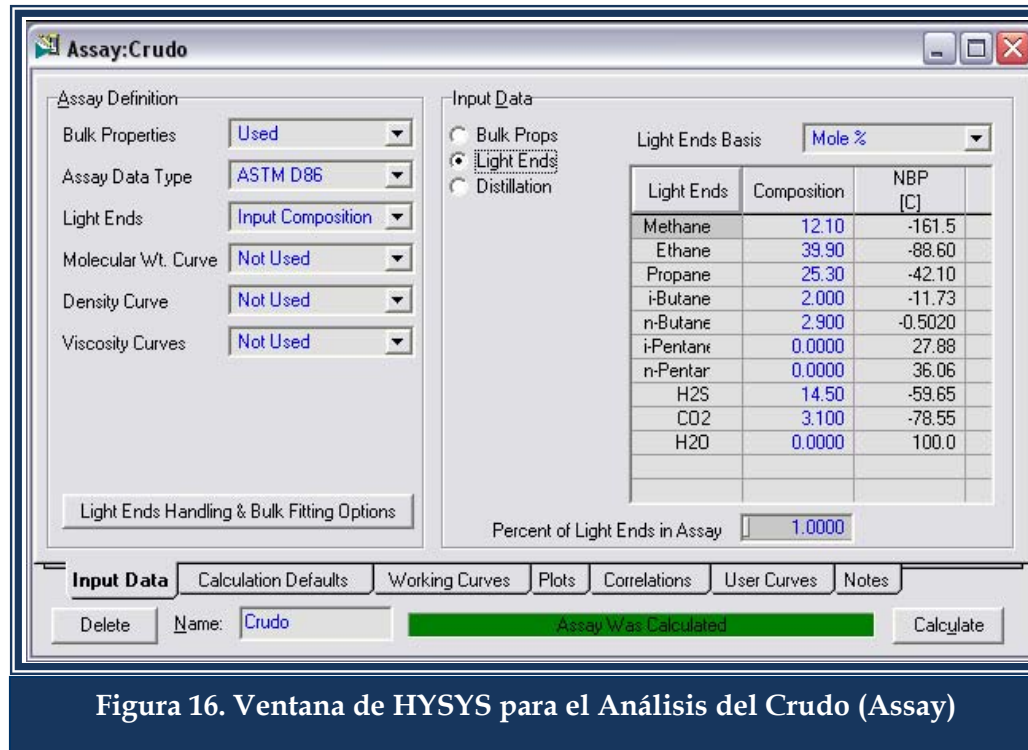 Assay:Crudo
Assay Definition
Bulk Properties Used
Assay Data Type ASTM D86
Light Ends Input Composition
Molecular Wt. Curve Not Used
Density Curve Not Used
Viscosity Curves Not Used
Light Ends Handling & Bulk Fitting Options
Input Data
Bulk Props
Light Ends
Distillation
Light Ends Basis Mole %
Light Ends Composition NBP
[C]
Methane 12.10 -161.5
Ethane 39.90 -88.60
Propane 25.30 -42.10
i-Butane 2.000 -11.73
n-Butane 2.900 -0.5020
i-Pentane 0.0000 27.88
n-Pentar 0.0000 36.06
H2S 14.50 -59.65
CO2 3.100 -78.55
H2O 0.0000 100.0
Percent of Light Ends in Assay 1.0000
Input Data Calculation Defaults Working Curves Plots Correlations User Curves Notes
Delete Name: Crudo Assay Was Calculated Calculate
Figura 16. Ventana de HYSYS para el Análisis del Crudo (Assay)